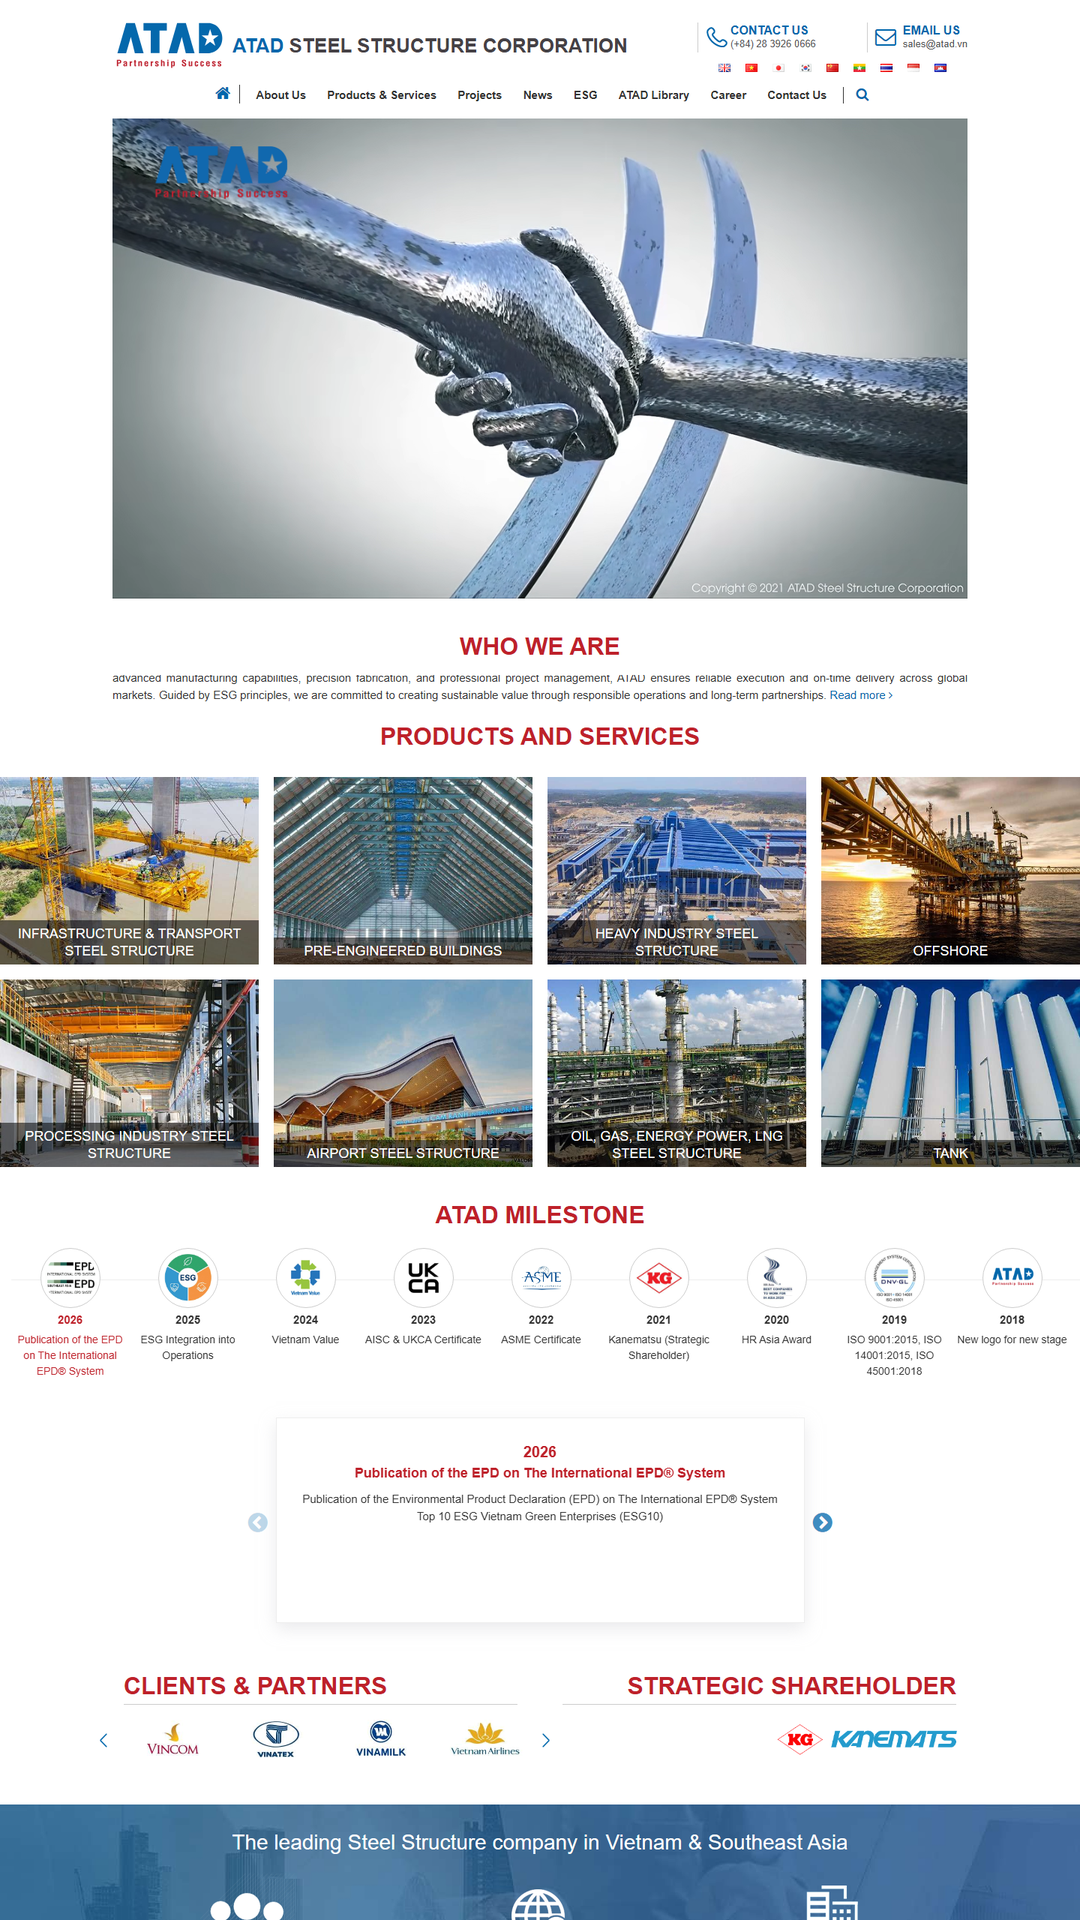 ATAD
Partnership Success
ATAD STEEL STRUCTURE CORPORATION
CONTACT US
(+84) 28 3926 0666
EMAIL US
sales@atad.vn
About Us
Products & Services
Projects
News
ESG
ATAD Library
Career
Contact Us
ATAD
Partnership Success
Copyright © 2021 ATAD Steel Structure Corporation
WHO WE ARE
advanced manufacturing capabilities, precision fabrication, and professional project management, ATAD ensures reliable execution and on-time delivery across global
markets. Guided by ESG principles, we are committed to creating sustainable value through responsible operations and long-term partnerships. Read more
PRODUCTS AND SERVICES
INFRASTRUCTURE & TRANSPORT
STEEL STRUCTURE
PRE-ENGINEERED BUILDINGS
HEAVY INDUSTRY STEEL
STRUCTURE
OFFSHORE
PROCESSING INDUSTRY STEEL
STRUCTURE
AIRPORT STEEL STRUCTURE
OIL, GAS, ENERGY POWER, LNG
STEEL STRUCTURE
TANK
ATAD MILESTONE
EPD
EPD
ESG
Vietnam Value
UK
CA
ASME
KG
DNV·GL
ATAD
Partnership Success
2026
Publication of the EPD
on The International
EPD® System
2025
ESG Integration into
Operations
2024
Vietnam Value
2023
AISC & UKCA Certificate
2022
ASME Certificate
2021
Kanematsu (Strategic
Shareholder)
2020
HR Asia Award
2019
ISO 9001:2015, ISO
14001:2015, ISO
45001:2018
2018
New logo for new stage
2026
Publication of the EPD on The International EPD® System
Publication of the Environmental Product Declaration (EPD) on The International EPD® System
Top 10 ESG Vietnam Green Enterprises (ESG10)
CLIENTS & PARTNERS
VINCOM
VINATEX
VINAMILK
Vietnam Airlines
STRATEGIC SHAREHOLDER
KG
KANEMATS
The leading Steel Structure company in Vietnam & Southeast Asia